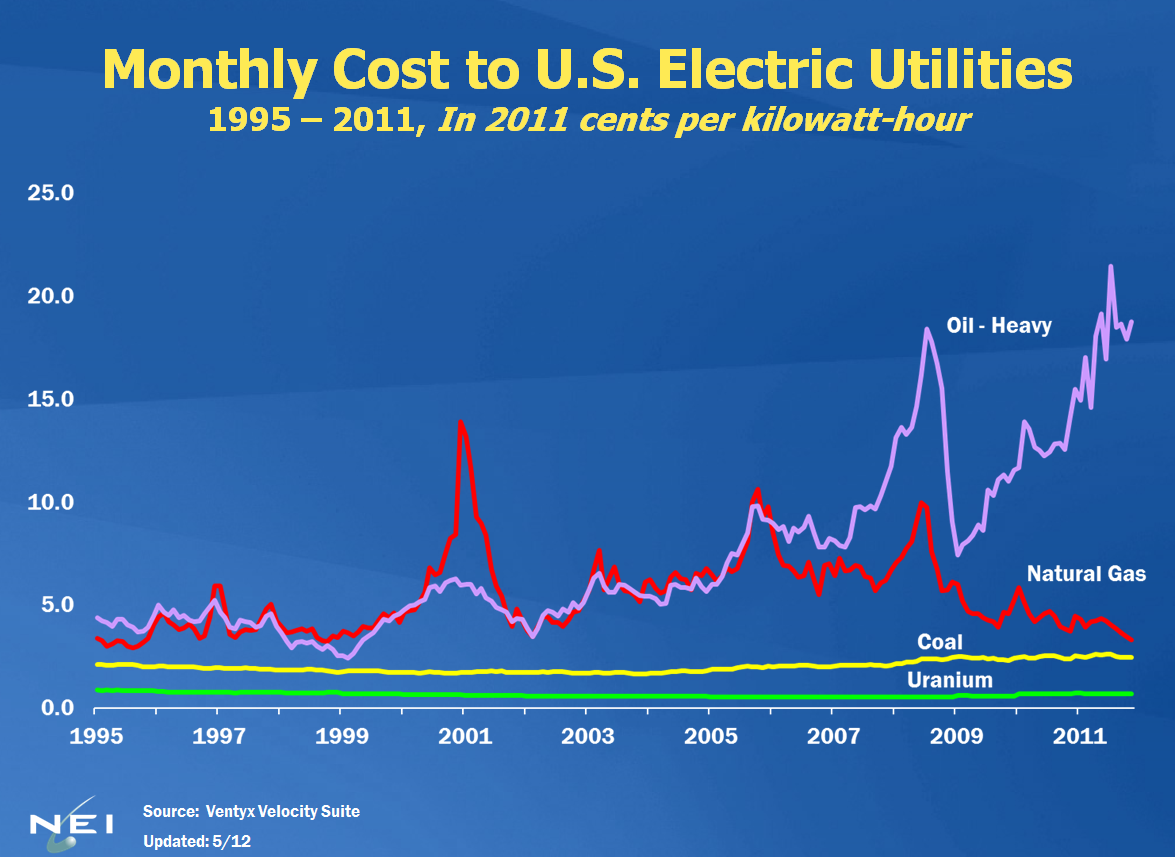 Monthly Cost to U.S. Electric Utilities
1995 – 2011, In 2011 cents per kilowatt-hour
25.0
20.0
15.0
10.0
5.0
0.0
Oil - Heavy
Natural Gas
Coal
Uranium
1995 1997 1999 2001 2003 2005 2007 2009 2011
NEI
Source: Ventyx Velocity Suite
Updated: 5/12